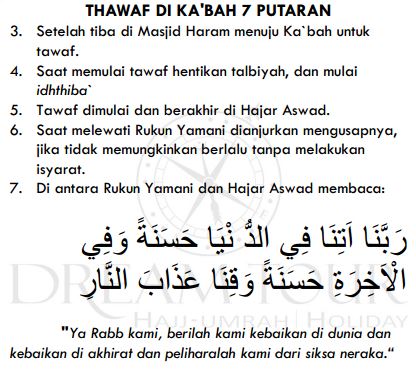 THAWAF DI KA'BAH 7 PUTARAN
3. Setelah tiba di Masjid Haram menuju Ka`bah untuk
tawaf.
4. Saat memulai tawaf hentikan talbiyah, dan mulai
idhthiba`
5. Tawaf dimulai dan berakhir di Hajar Aswad.
6. Saat melewati Rukun Yamani dianjurkan mengusapnya,
jika tidak memungkinkan berlalu tanpa melakukan
isyarat.
7. Di antara Rukun Yamani dan Hajar Aswad membaca:
رَبَّنَا اَتِنَا فِي الدُّ نْيَا حَسَنَةً وَفِي
الْاَخِرَةِ حَسَنَةً وَقِنَا عَذَابَ النَّارِ
DREAM TOUR
HAJJ-UMRAH HOLIDAY
"Ya Rabb kami, berilah kami kebaikan di dunia dan
kebaikan di akhirat dan peliharalah kami dari siksa neraka."